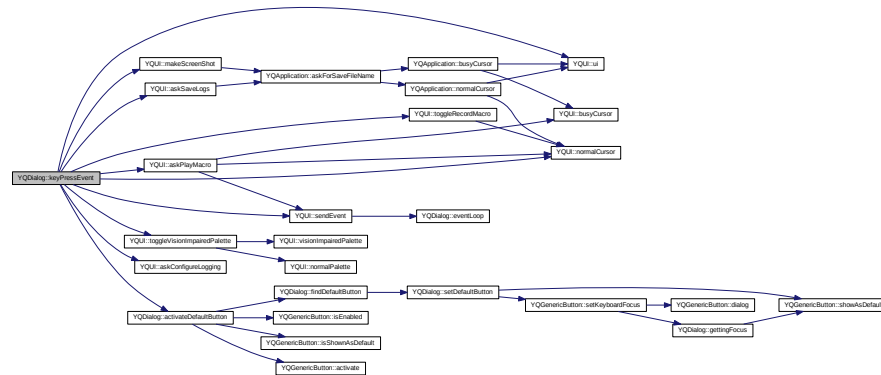 YQUI::makeScreenShot
YQApplication::busyCursor
YQUI::ui
YQApplication::askForSaveFileName
YQUI::askSaveLogs
YQApplication::normalCursor
YQUI::toggleRecordMacro
YQUI::busyCursor
YQUI::normalCursor
YQUI::askPlayMacro
YQDialog::keyPressEvent
YQUI::sendEvent
YQDialog::eventLoop
YQUI::toggleVisionImpairedPalette
YQUI::visionImpairedPalette
YQUI::askConfigureLogging
YQUI::normalPalette
YQDialog::findDefaultButton
YQDialog::setDefaultButton
YQGenericButton::setKeyboardFocus
YQGenericButton::dialog
YQGenericButton::showAsDefault
YQDialog::activateDefaultButton
YQGenericButton::isEnabled
YQDialog::gettingFocus
YQGenericButton::isShownAsDefault
YQGenericButton::activate